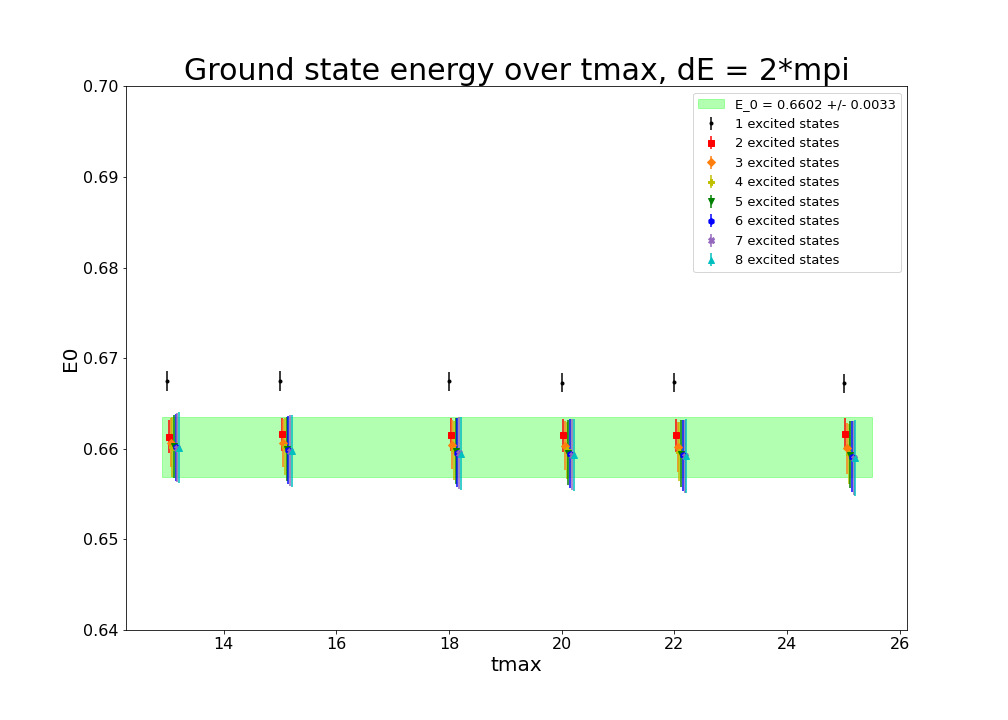 Ground state energy over tmax, dE = 2*mpi
E_0 = 0.6602 +/- 0.0033
1 excited states
2 excited states
3 excited states
4 excited states
5 excited states
6 excited states
7 excited states
8 excited states
0.70
0.69
0.68
0.67
0.66
0.65
0.64
E0
14 16 18 20 22 24 26
tmax